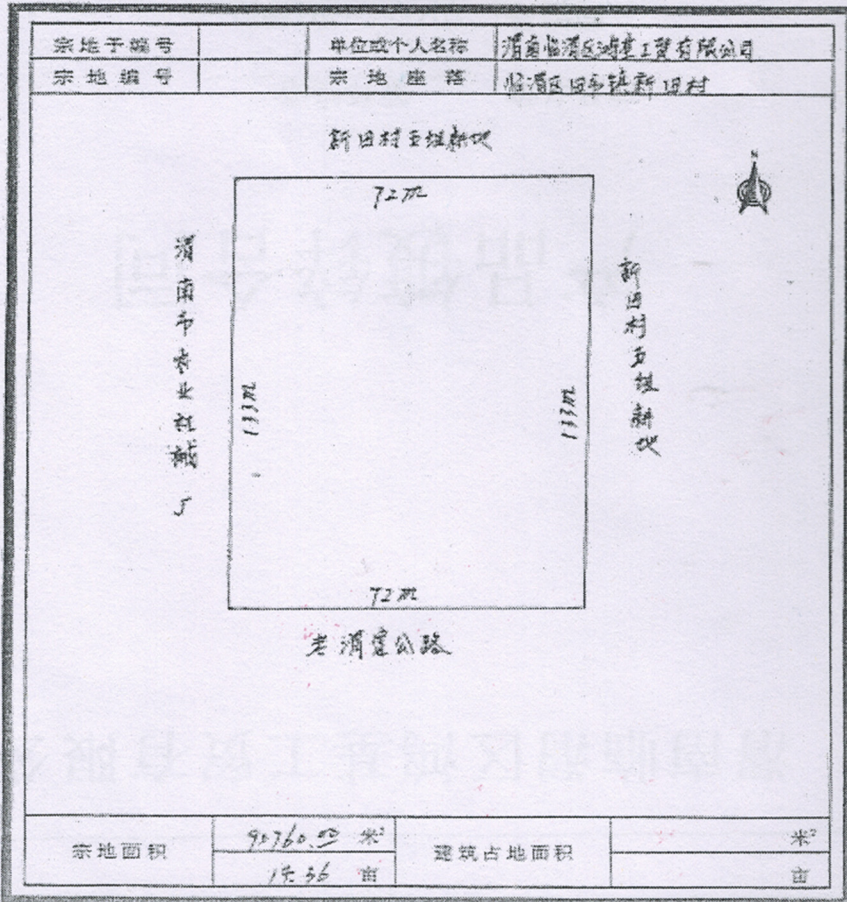 宗地予编号 单位或个人名称 渭南临渭区鸿基工贸有限公司
宗地编号 宗地座落 临渭区田市镇新田村
新田村五组耕地
72m
N
渭南市农业机械厂
新田村五组耕地
133m
133m
72m
老渭富公路
宗地面积 米² 建筑占地面积 米²
14.36 亩 亩